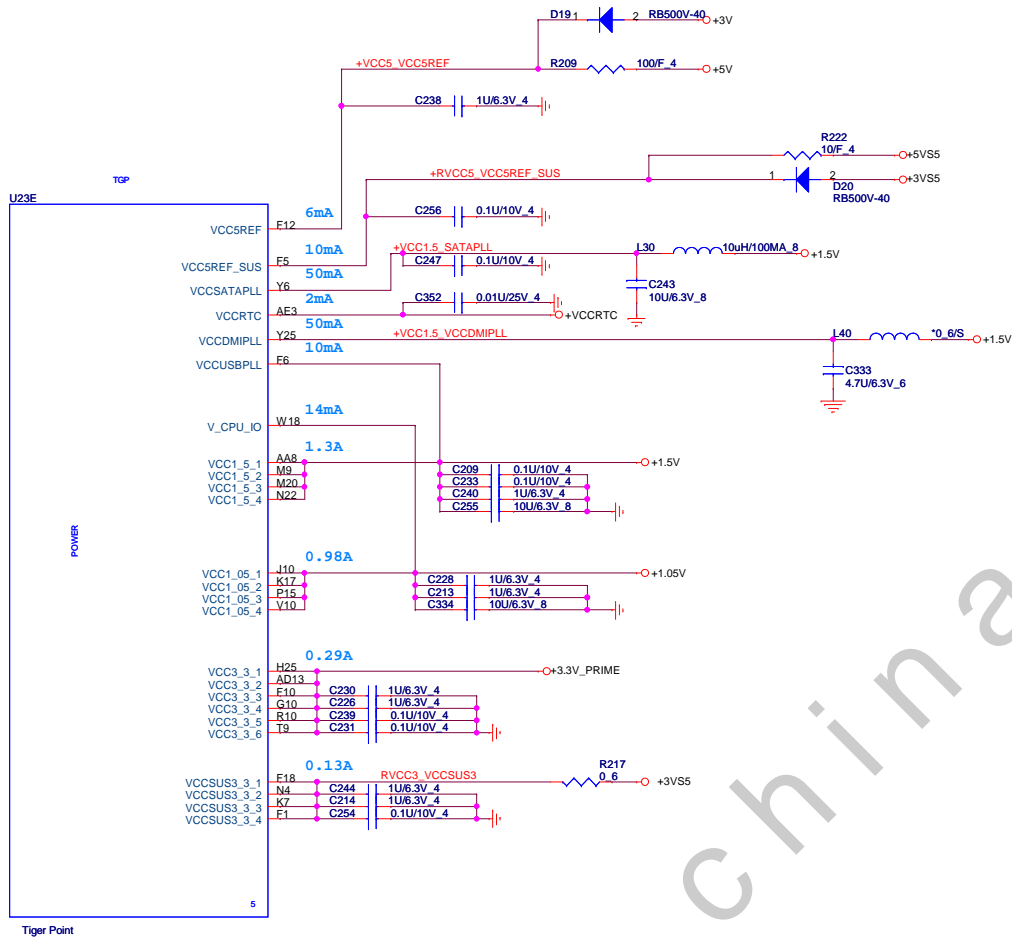 D19 1 2 RB500V-40 +3V
+VCC5_VCC5REF R209 100/F_4 +5V
C238 1U/6.3V_4
R222
10/F_4 +5VS5
+RVCC5_VCC5REF_SUS 1 2 +3VS5
D20
RB500V-40
TGP
U23E
C256 0.1U/10V_4
6mA
VCC5REF F12
10mA
+VCC1.5_SATAPLL L30 10uH/100MA_8 +1.5V
VCC5REF_SUS F5
C247 0.1U/10V_4
50mA
VCCSATAPLL Y6
C243
10U/6.3V_8
2mA
C352 0.01U/25V_4
VCCRTC AE3 +VCCRTC
50mA
+VCC1.5_VCCDMIPLL L40 *0_6/S +1.5V
VCCDMIPLL Y25
10mA
VCCUSBPLL F6
C333
4.7U/6.3V_6
14mA
V_CPU_IO W18
1.3A
VCC1_5_1 AA8 +1.5V
VCC1_5_2 M9
VCC1_5_3 M20
VCC1_5_4 N22
C209 0.1U/10V_4
C233 0.1U/10V_4
C240 1U/6.3V_4
C255 10U/6.3V_8
POWER
0.98A
VCC1_05_1 J10 +1.05V
VCC1_05_2 K17
VCC1_05_3 P15
VCC1_05_4 V10
C228 1U/6.3V_4
C213 1U/6.3V_4
C334 10U/6.3V_8
0.29A
VCC3_3_1 H25 +3.3V_PRIME
VCC3_3_2 AD13
VCC3_3_3 F10 C230 1U/6.3V_4
VCC3_3_4 G10 C226 1U/6.3V_4
VCC3_3_5 R10 C239 0.1U/10V_4
VCC3_3_6 T9 C231 0.1U/10V_4
0.13A
RVCC3_VCCSUS3 R217
0_6 +3VS5
VCCSUS3_3_1 F18
VCCSUS3_3_2 N4 C244 1U/6.3V_4
VCCSUS3_3_3 K7 C214 1U/6.3V_4
VCCSUS3_3_4 F1 C254 0.1U/10V_4
5
Tiger Point
china